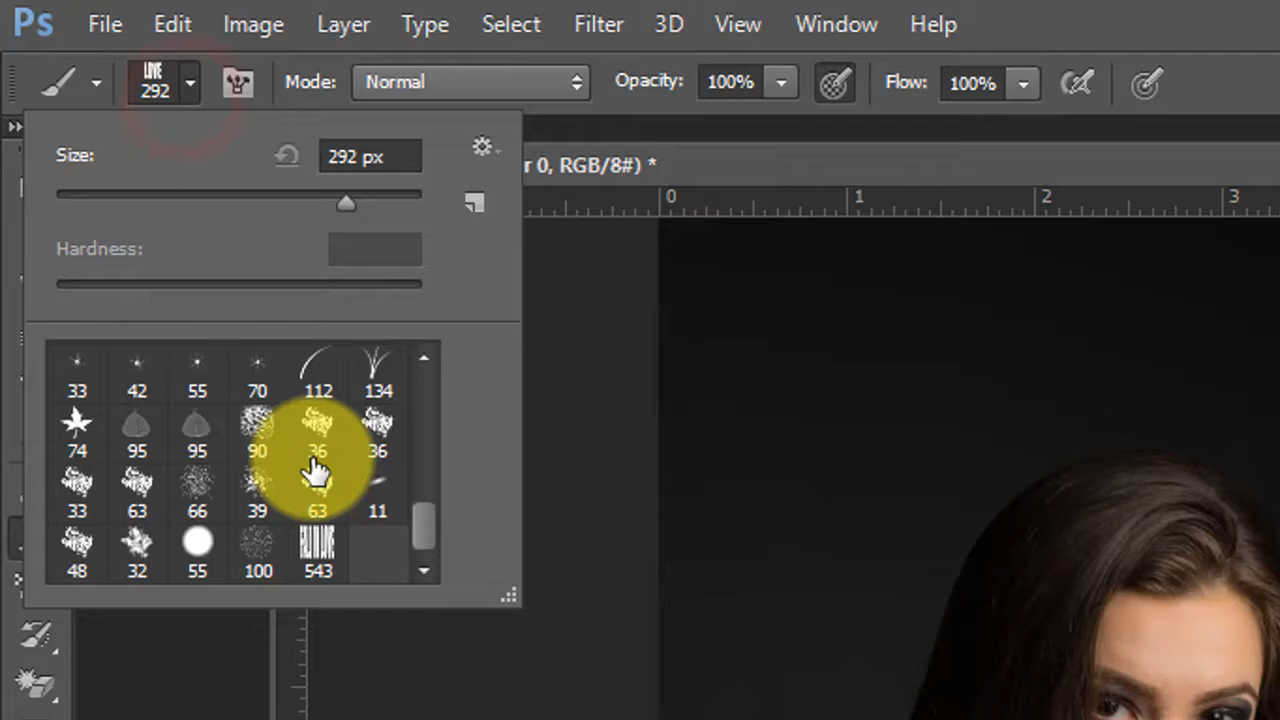 Ps File Edit Image Layer Type Select Filter 3D View Window Help
292 Mode: Normal Opacity: 100% Flow: 100%
Size: 292 px
r 0, RGB/8#) *
0 1 2 3
Hardness:
33 42 55 70 112 134
74 95 95 90 36 36
33 63 66 39 63 11
48 32 55 100 543